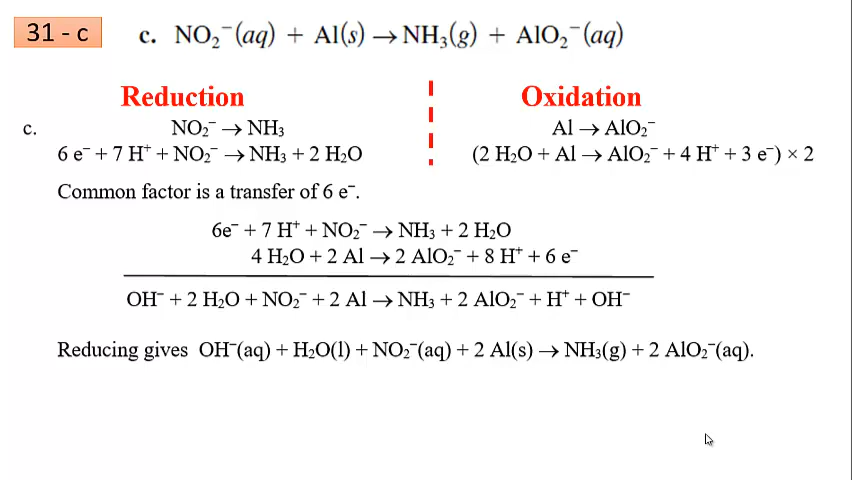 31 - c
c. NO₂⁻(aq) + Al(s) → NH₃(g) + AlO₂⁻(aq)
Reduction
Oxidation
c.
NO₂⁻ → NH₃
Al → AlO₂⁻
6 e⁻ + 7 H⁺ + NO₂⁻ → NH₃ + 2 H₂O
(2 H₂O + Al → AlO₂⁻ + 4 H⁺ + 3 e⁻) × 2
Common factor is a transfer of 6 e⁻.
6e⁻ + 7 H⁺ + NO₂⁻ → NH₃ + 2 H₂O
4 H₂O + 2 Al → 2 AlO₂⁻ + 8 H⁺ + 6 e⁻
OH⁻ + 2 H₂O + NO₂⁻ + 2 Al → NH₃ + 2 AlO₂⁻ + H⁺ + OH⁻
Reducing gives OH⁻(aq) + H₂O(l) + NO₂⁻(aq) + 2 Al(s) → NH₃(g) + 2 AlO₂⁻(aq).